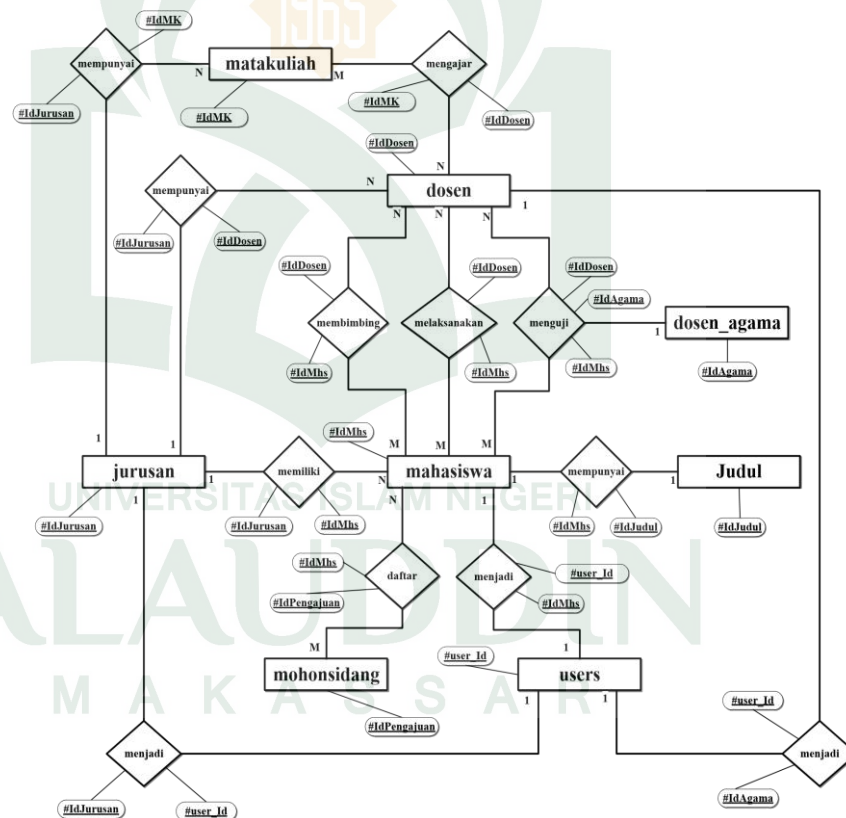 1965
#IdMK
mempunyai
N
matakuliah
M
mengajar
#IdJurusan
#IdMK
#IdMK
#IdDosen
#IdDosen
N
mempunyai
N
dosen
1
N
N
N
#IdJurusan
#IdDosen
#IdDosen
#IdDosen
#IdDosen
#IdAgama
membimbing
melaksanakan
menguji
1
dosen_agama
#IdMhs
#IdMhs
#IdMhs
#IdAgama
1
1
#IdMhs
M
M
M
jurusan
1
memiliki
N
mahasiswa
1
mempunyai
1
Judul
UNIVERSITAS ISLAM NEGERI
1
N
1
#IdJurusan
#IdJurusan
#IdMhs
#IdMhs
#IdJudul
#IdJudul
ALAUDDIN
#IdMhs
daftar
#IdPengajuan
menjadi
#user_Id
#IdMhs
M
1
#user_Id
mohonsidang
users
MAKASSAR
1
1
#IdPengajuan
#user_Id
menjadi
menjadi
#IdJurusan
#user_Id
#IdAgama